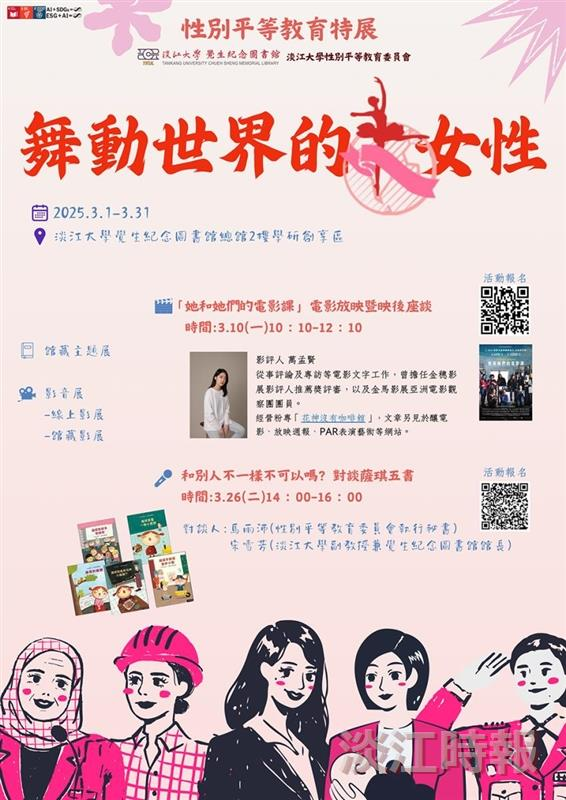 AI+SDGs=∞
ESG+AI=∞
性別平等教育特展
淡江大學 覺生紀念圖書館
TAMKANG UNIVERSITY CHUEH SHENG MEMORIAL LIBRARY
淡江大學性別平等教育委員會
舞動世界的女性
2025.3.1-3.31
淡江大學覺生紀念圖書館總館2樓學研創享區
活動報名
「她和她們的電影課」電影放映暨映後座談
時間:3.10(一)10：10-12：10
館藏主題展
影音展
-線上影展
-館藏影展
影評人 萬孟賢
從事評論及專訪等電影文字工作，曾擔任金穗影
展影評人推薦獎評審，以及金馬影展亞洲電影觀
察團團員。
經營粉專「花神沒有咖啡館」，文章另見於釀電
影、放映週報、PAR表演藝術等網站。
和別人不一樣不可以嗎？對談薩琪五書
時間:3.26(二)14：00-16：00
活動報名
對談人:馬雨沛(性別平等教育委員會執行秘書)
宋雪芳(淡江大學副教授兼覺生紀念圖書館館長)
淡江時報